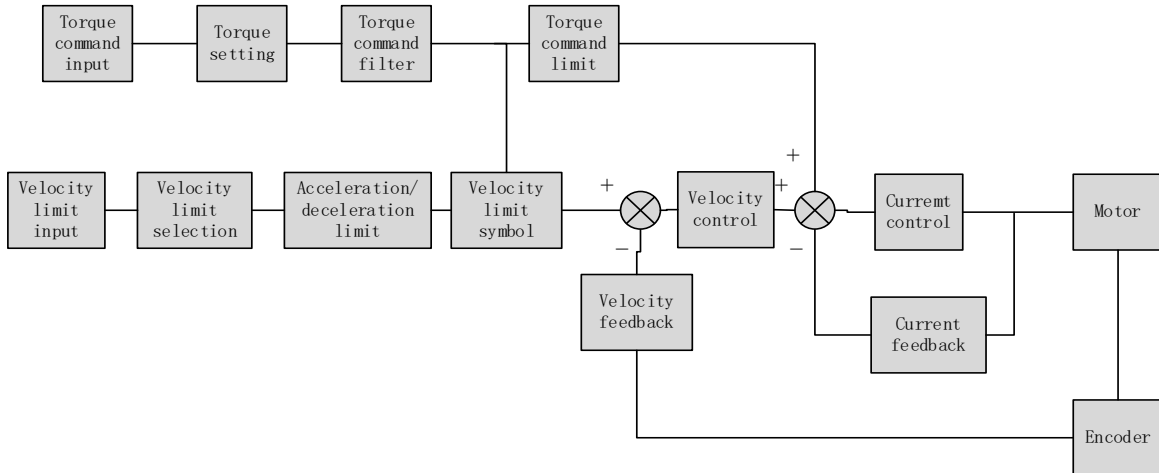 Torque
command
input
Torque
setting
Torque
command
filter
Torque
command
limit
Velocity
limit
input
Velocity
limit
selection
Acceleration/
deceleration
limit
Velocity
limit
symbol
+
−
Velocity
control
+
+
−
Curremt
control
Motor
Velocity
feedback
Current
feedback
Encoder